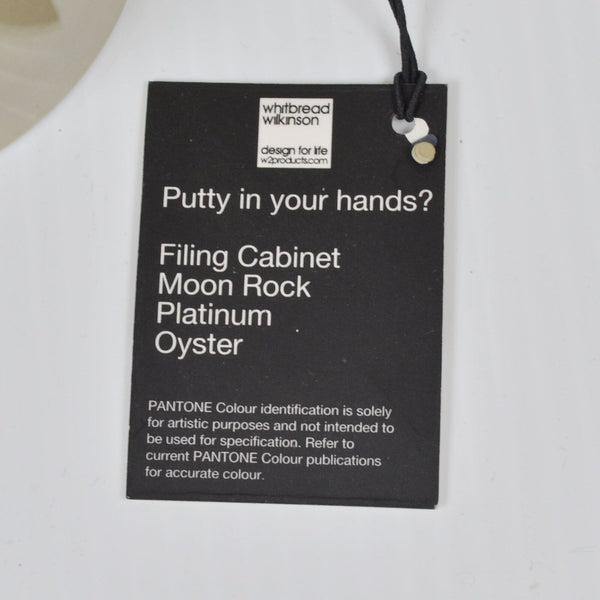 whitbread
wilkinson
design for life
w2products.com
Putty in your hands?
Filing Cabinet
Moon Rock
Platinum
Oyster
PANTONE Colour identification is solely
for artistic purposes and not intended to
be used for specification. Refer to
current PANTONE Colour publications
for accurate colour.